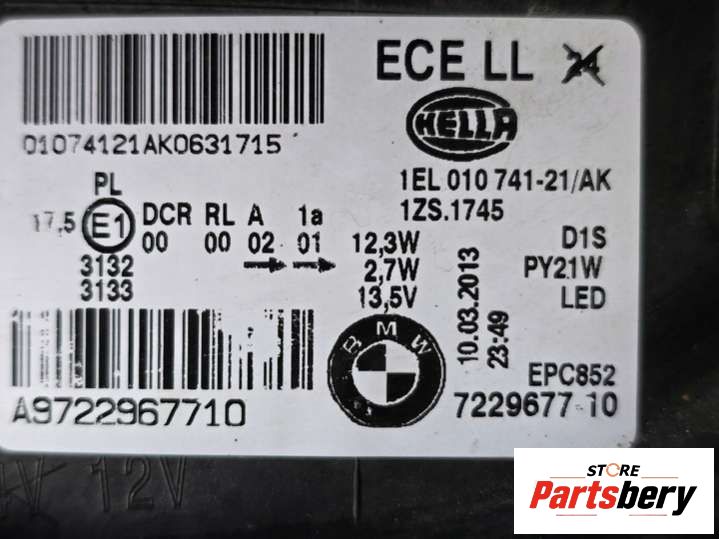 ECE LL 24
01074121AK0631715
HELLA
1EL 010 741-21/AK
1ZS.1745
PL
17,5 E1 DCR RL A 1a
00 00 02 01
3132
3133
12,3W D1S
2,7W PY21W
13,5V LED
10.03.2013
23:49
BMW
EPC852
A9722967710
7229677 10
12V
STORE
Partsbery